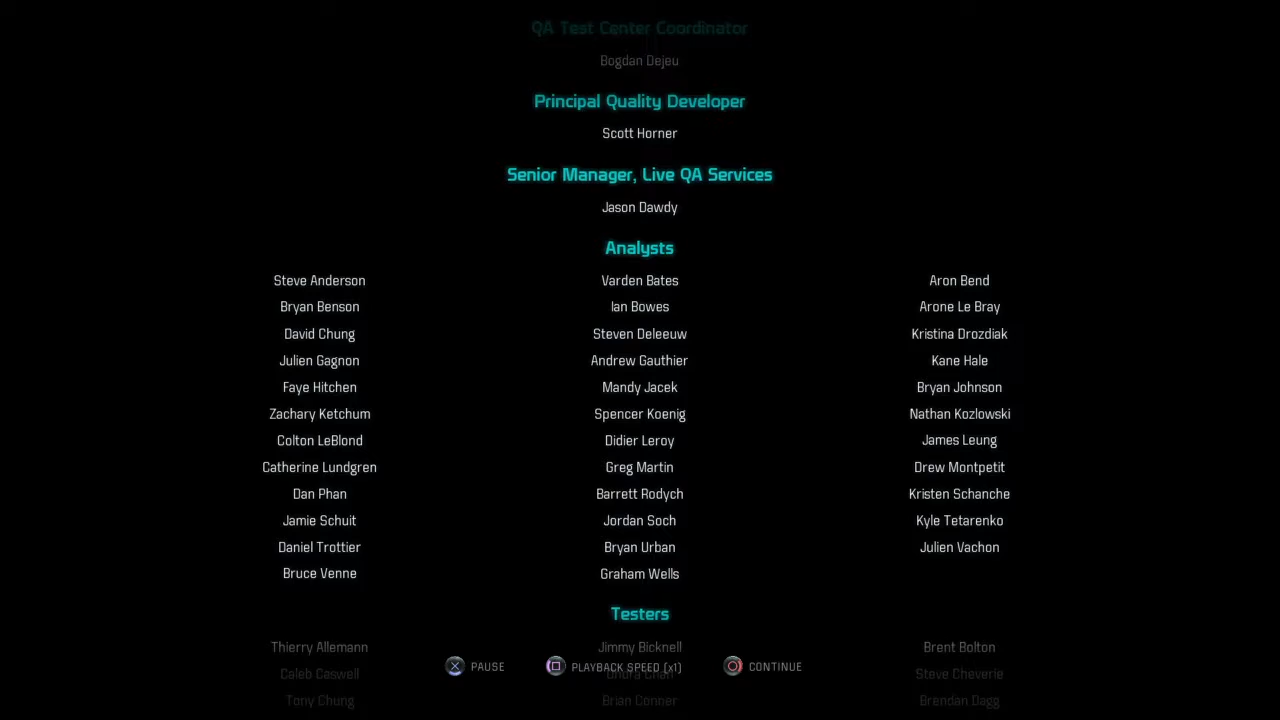 QA Test Center Coordinator
Bogdan Dejeu
Principal Quality Developer
Scott Horner
Senior Manager, Live QA Services
Jason Dawdy
Analysts
Steve Anderson Varden Bates Aron Bend
Bryan Benson Ian Bowes Arone Le Bray
David Chung Steven Deleeuw Kristina Drozdiak
Julien Gagnon Andrew Gauthier Kane Hale
Faye Hitchen Mandy Jacek Bryan Johnson
Zachary Ketchum Spencer Koenig Nathan Kozlowski
Colton LeBlond Didier Leroy James Leung
Catherine Lundgren Greg Martin Drew Montpetit
Dan Phan Barrett Rodych Kristen Schanche
Jamie Schuit Jordan Soch Kyle Tetarenko
Daniel Trottier Bryan Urban Julien Vachon
Bruce Venne Graham Wells
Testers
Thierry Allemann Jimmy Bicknell Brent Bolton
PAUSE PLAYBACK SPEED (x1) CONTINUE
Caleb Caswell Steve Cheverie
Tony Chung Brian Conner Brendan Dagg